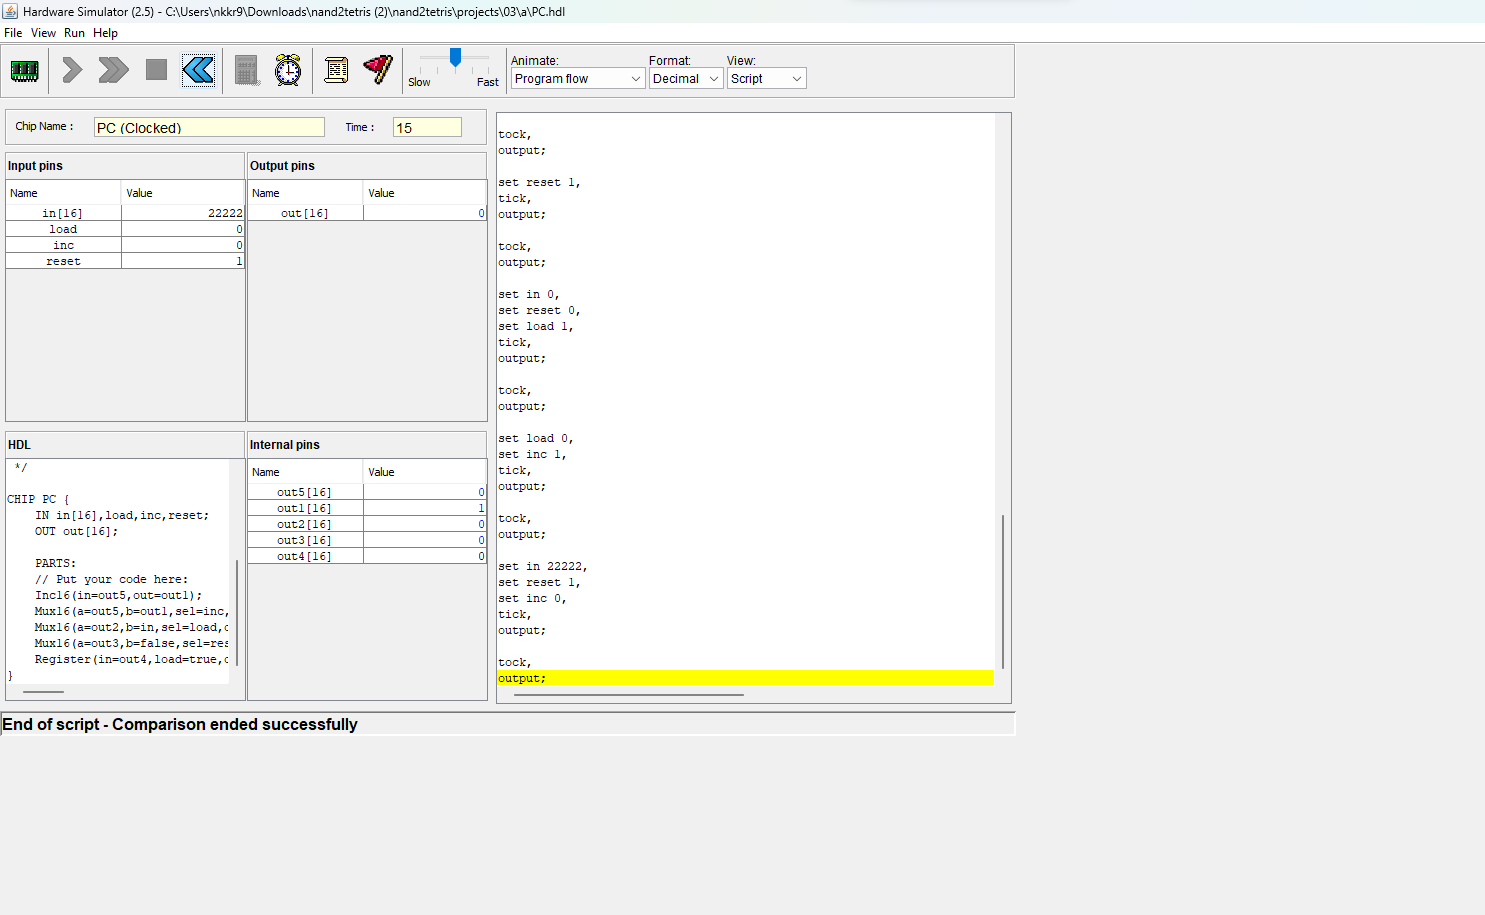 Hardware Simulator (2.5) - C:\Users\nkkr9\Downloads\nand2tetris (2)\nand2tetris\projects\03\a\PC.hdl
File View Run Help
Slow Fast
Animate: Format: View:
Program flow Decimal Script
Chip Name : PC (Clocked) Time : 15
Input pins
Name Value
in[16] 22222
load 0
inc 0
reset 1
Output pins
Name Value
out[16] 0
HDL
*/
CHIP PC {
IN in[16],load,inc,reset;
OUT out[16];
PARTS:
// Put your code here:
Inc16(in=out5,out=out1);
Mux16(a=out5,b=out1,sel=inc,
Mux16(a=out2,b=in,sel=load,
Mux16(a=out3,b=false,sel=res
Register(in=out4,load=true,
}
Internal pins
Name Value
out5[16] 0
out1[16] 1
out2[16] 0
out3[16] 0
out4[16] 0
tock,
output;
set reset 1,
tick,
output;
tock,
output;
set in 0,
set reset 0,
set load 1,
tick,
output;
tock,
output;
set load 0,
set inc 1,
tick,
output;
tock,
output;
set in 22222,
set reset 1,
set inc 0,
tick,
output;
tock,
output;
End of script - Comparison ended successfully